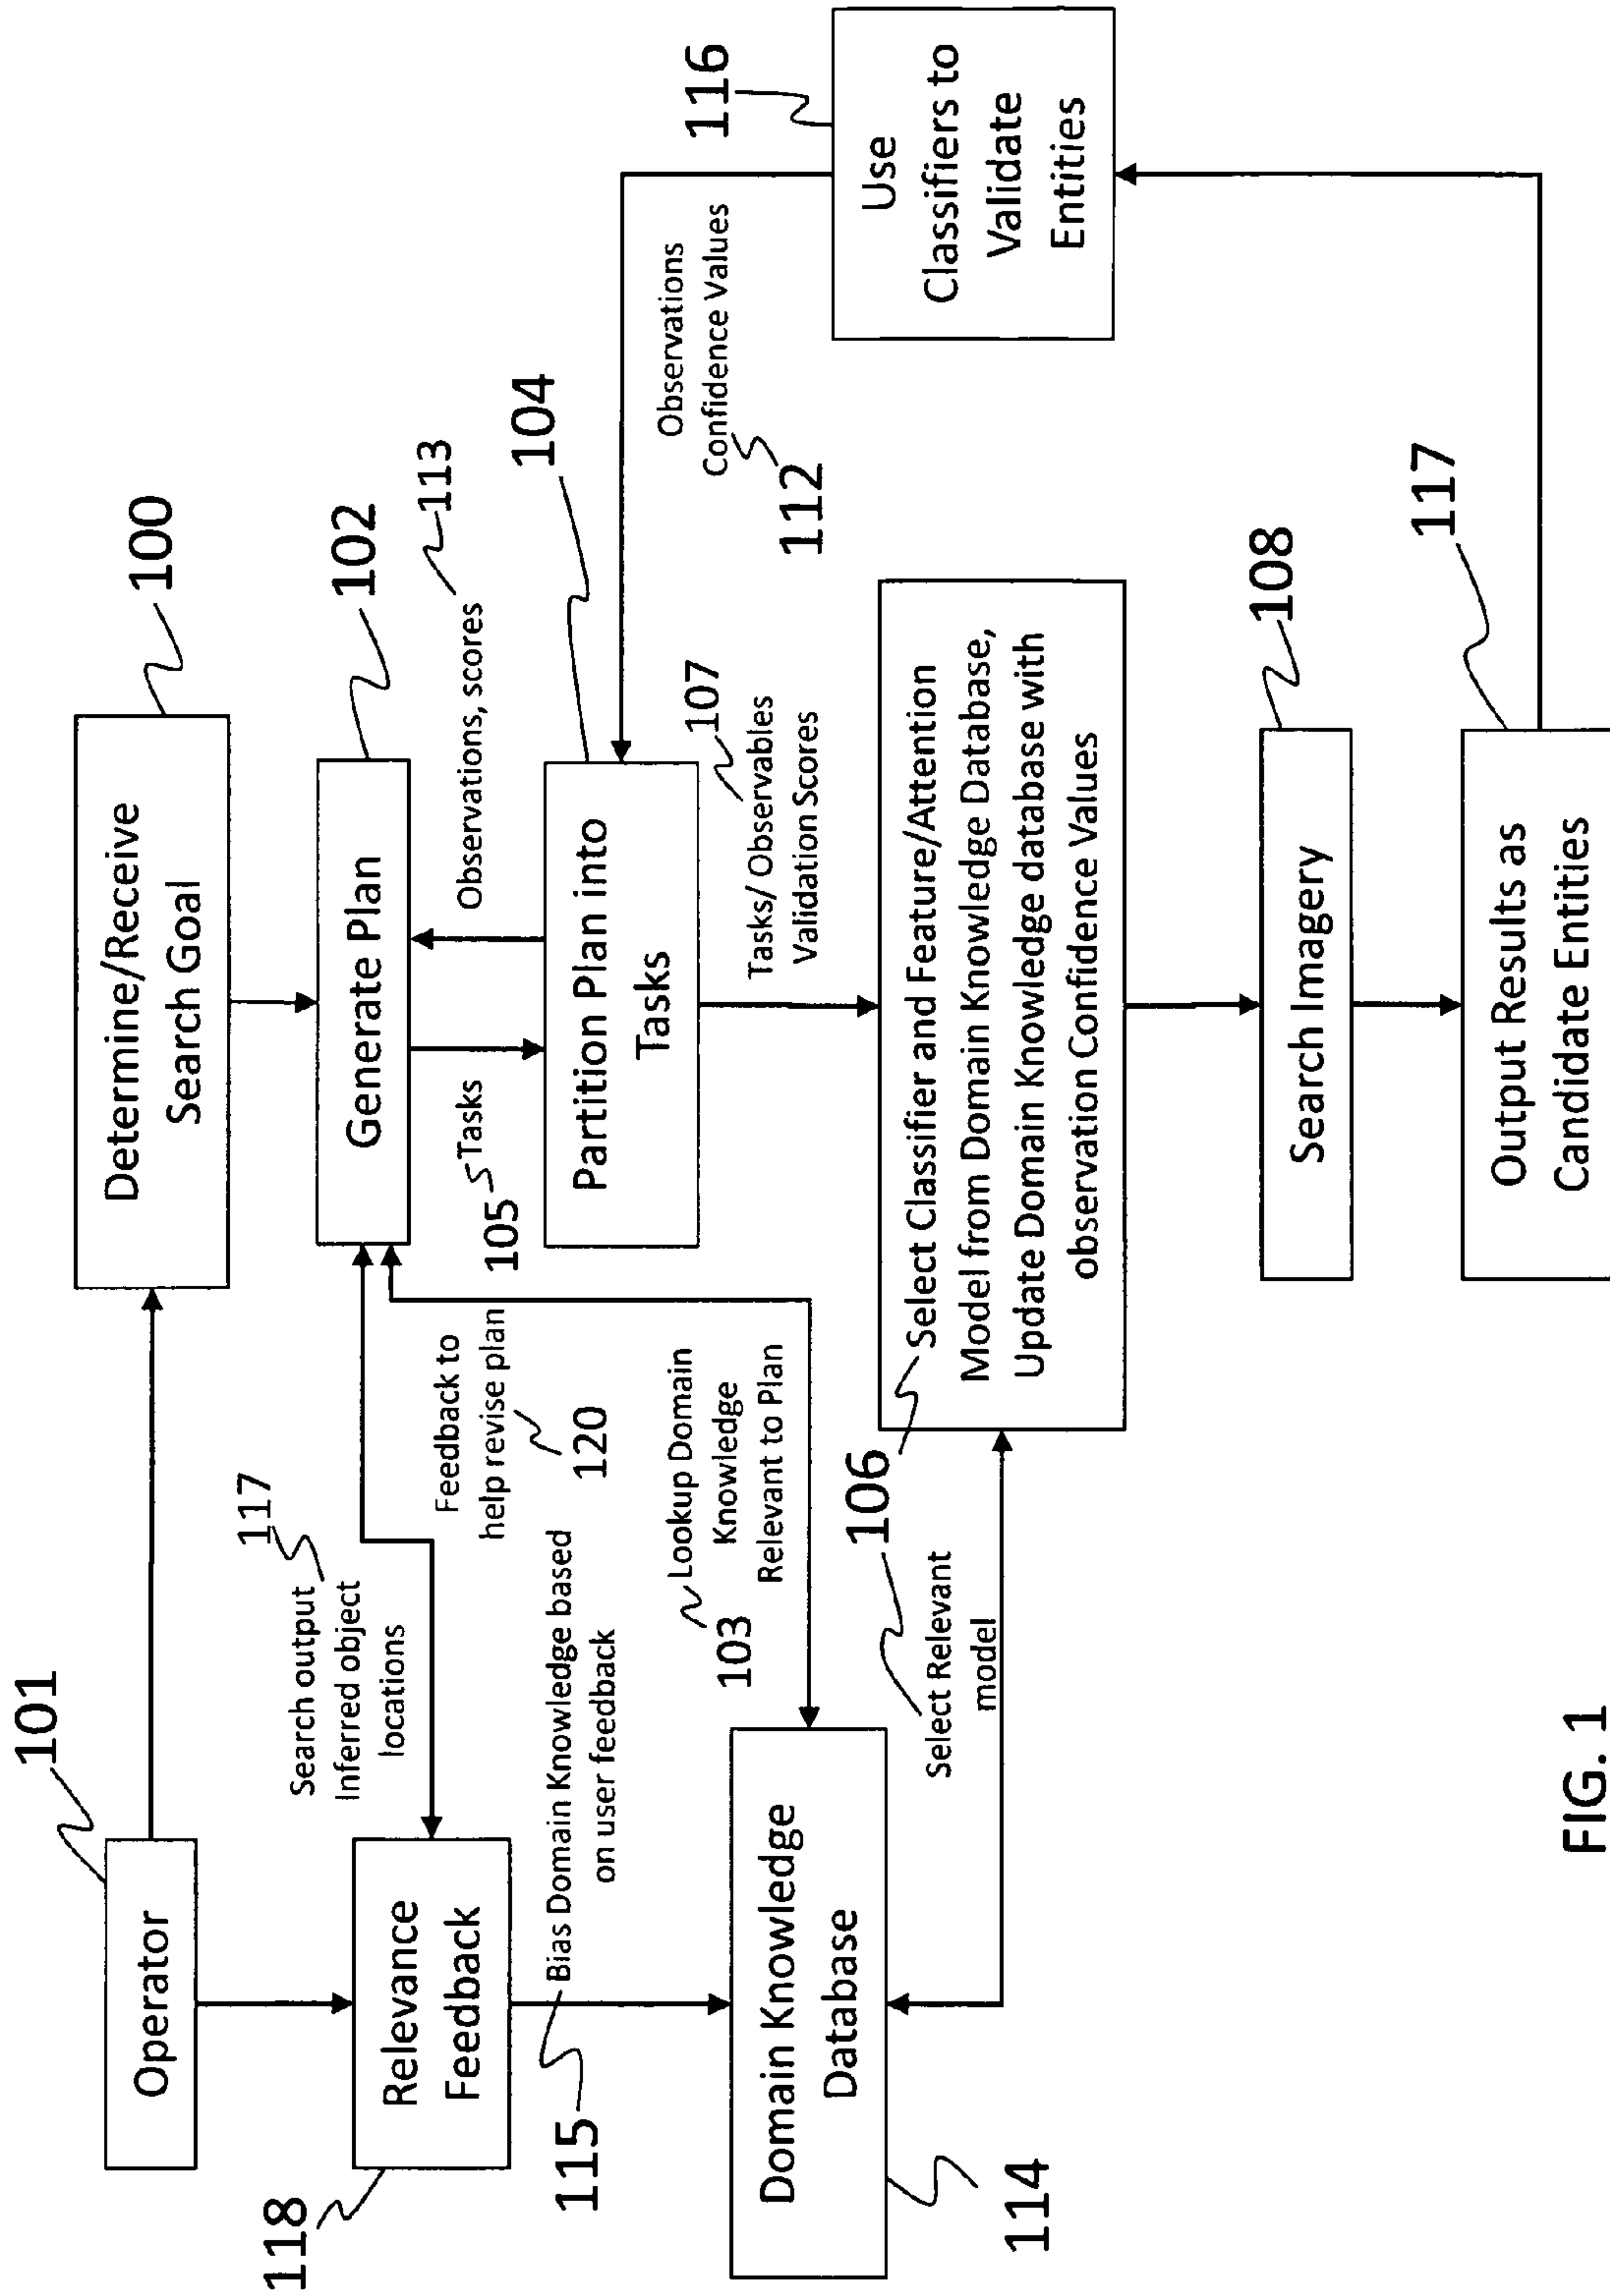 101
Operator
Determine/Receive
Search Goal
100
117
Search output
Inferred object
locations
118
Relevance
Feedback
Generate Plan
102
Feedback to
help revise plan
120
105
Tasks
Observations, scores
113
115
Bias Domain Knowledge based
on user feedback
Partition Plan into
Tasks
104
Observations
Confidence Values
112
116
Use
Classifiers to
Validate
Entities
103
Lookup Domain
Knowledge
Relevant to Plan
107
Tasks/ Observables
Validation Scores
Domain Knowledge
Database
114
106
Select Relevant
model
Select Classifier and Feature/Attention
Model from Domain Knowledge Database,
Update Domain Knowledge database with
observation Confidence Values
Search Imagery
108
Output Results as
Candidate Entities
117
FIG. 1